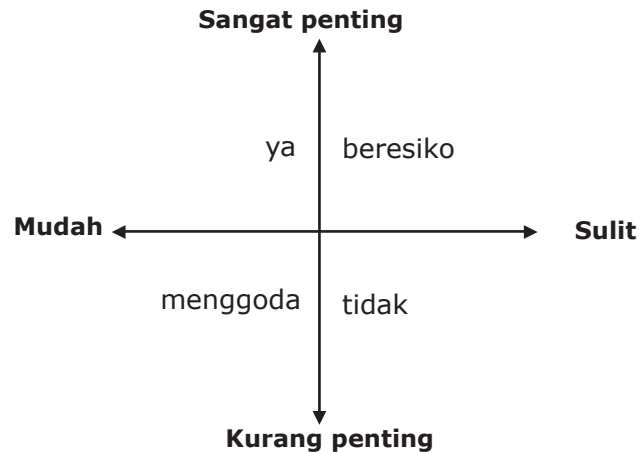 Sangat penting
ya beresiko
Mudah Sulit
menggoda tidak
Kurang penting